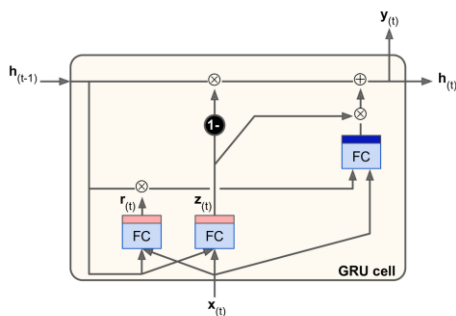 y(t)
h(t-1)
h(t)
1-
FC
r(t)
z(t)
FC
FC
GRU cell
x(t)